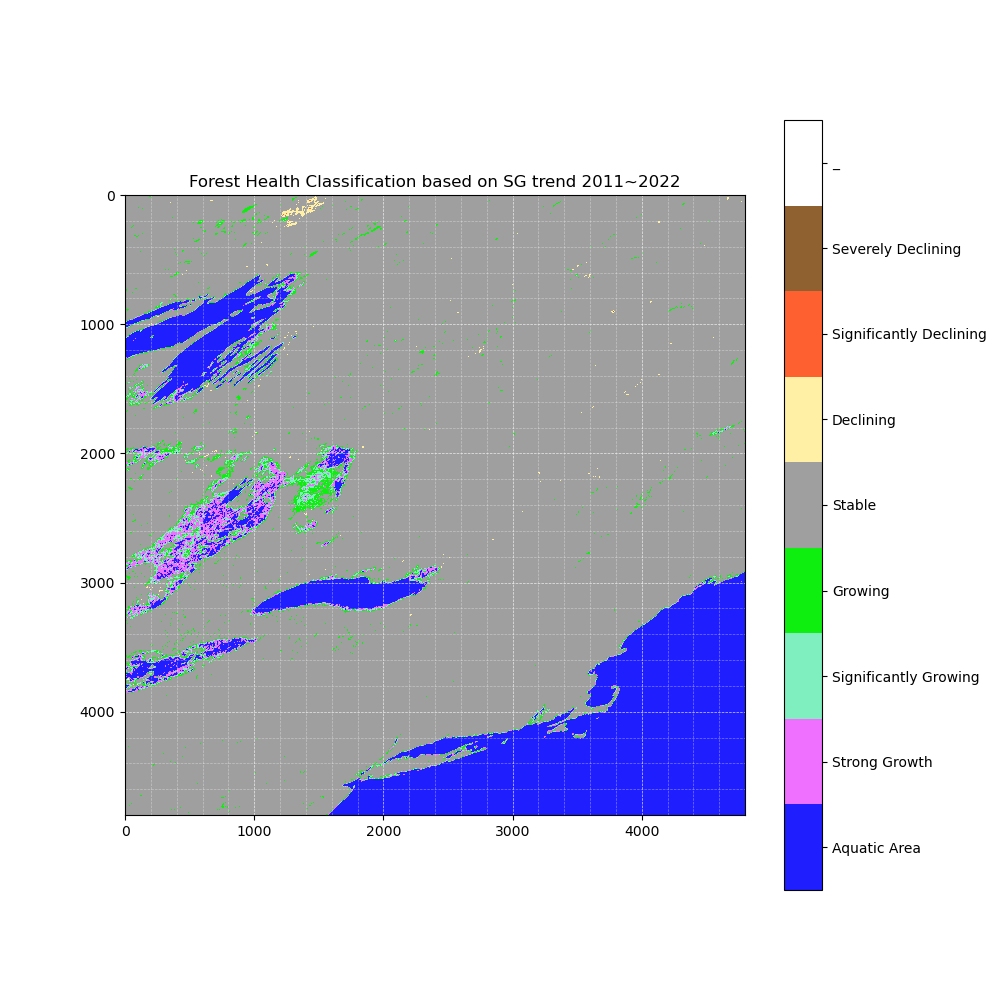 Forest Health Classification based on SG trend 2011~2022
0
1000
2000
3000
4000
0
1000
2000
3000
4000
_
Severely Declining
Significantly Declining
Declining
Stable
Growing
Significantly Growing
Strong Growth
Aquatic Area